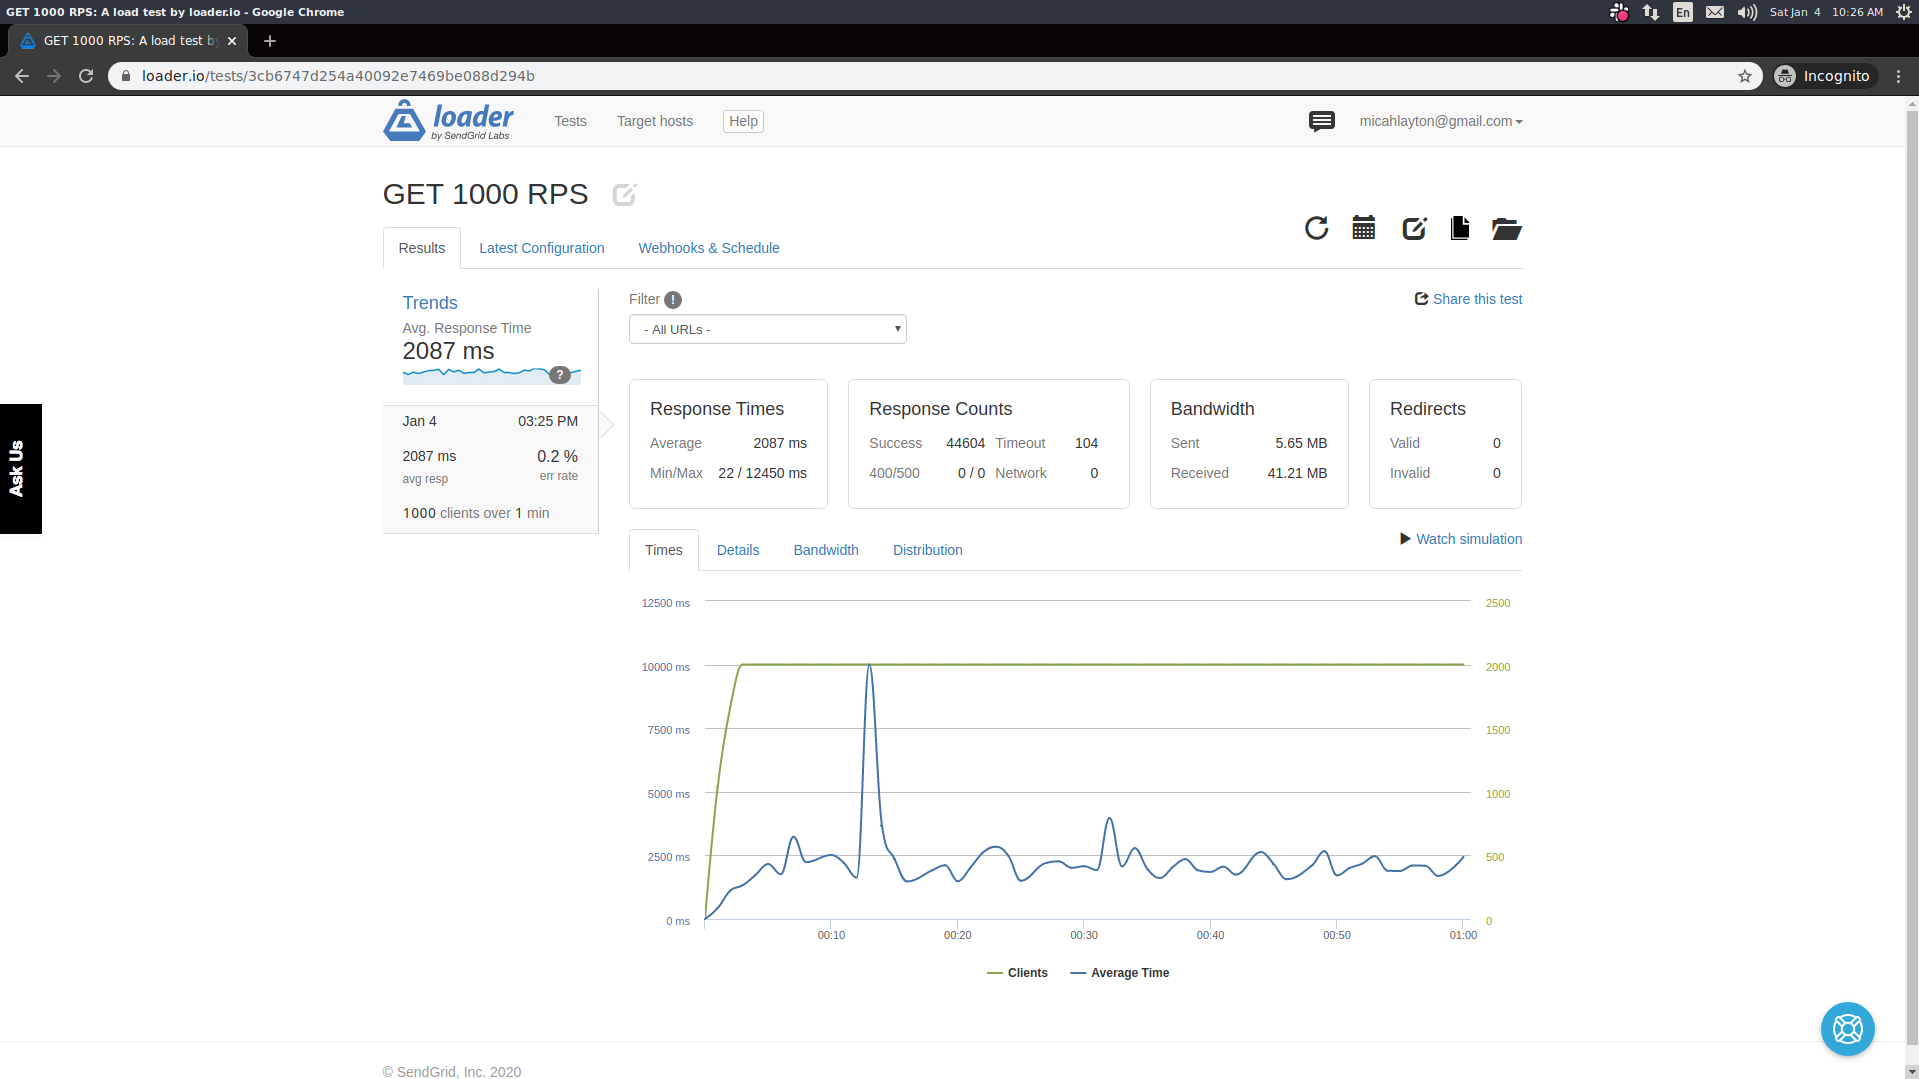 GET 1000 RPS: A load test by loader.io - Google Chrome
En
Sat Jan 4 10:26 AM
GET 1000 RPS: A load test by
loader.io/tests/3cb6747d254a40092e7469be088d294b
Incognito
loader
by SendGrid Labs
Tests
Target hosts
Help
micahlayton@gmail.com
GET 1000 RPS
Results
Latest Configuration
Webhooks & Schedule
Trends
Avg. Response Time
2087 ms
?
Jan 4 03:25 PM
2087 ms 0.2 %
avg resp err rate
1000 clients over 1 min
Ask Us
Filter !
Share this test
- All URLs -
Response Times
Average 2087 ms
Min/Max 22 / 12450 ms
Response Counts
Success 44604 Timeout 104
400/500 0 / 0 Network 0
Bandwidth
Sent 5.65 MB
Received 41.21 MB
Redirects
Valid 0
Invalid 0
Times
Details
Bandwidth
Distribution
Watch simulation
12500 ms 2500
10000 ms 2000
7500 ms 1500
5000 ms 1000
2500 ms 500
0 ms 0
00:10 00:20 00:30 00:40 00:50 01:00
Clients Average Time
© SendGrid, Inc. 2020